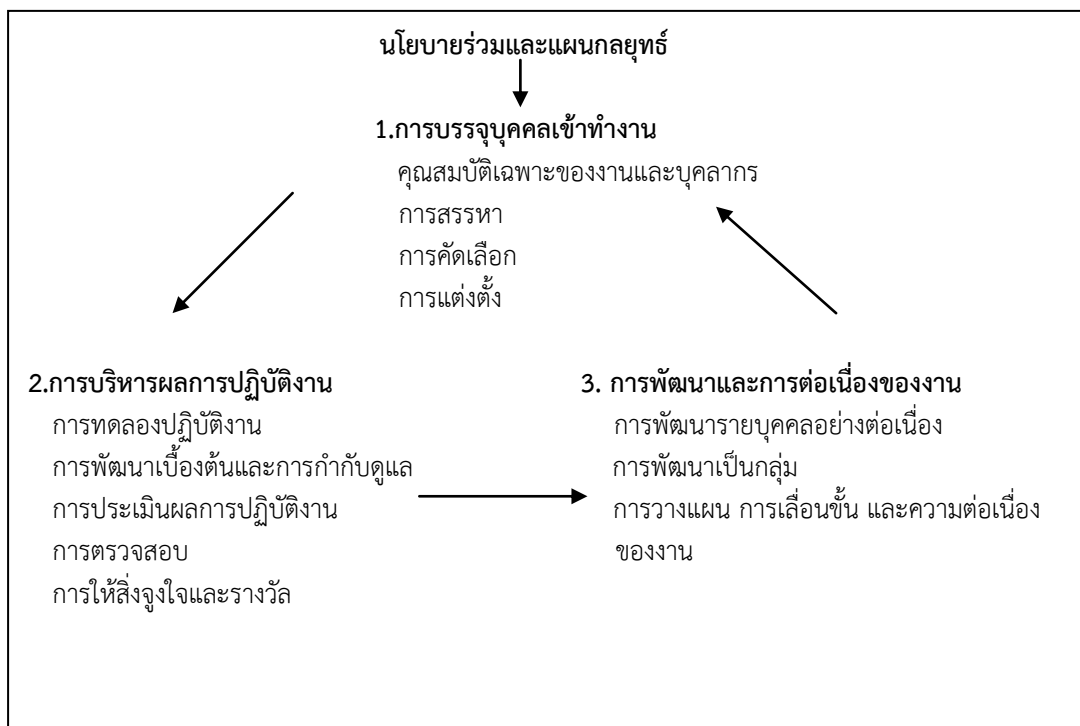 นโยบายร่วมและแผนกลยุทธ์
1.การบรรจุบุคคลเข้าทำงาน
คุณสมบัติเฉพาะของงานและบุคลากร
การสรรหา
การคัดเลือก
การแต่งตั้ง
2.การบริหารผลการปฏิบัติงาน
การทดลองปฏิบัติงาน
การพัฒนาเบื้องต้นและการกำกับดูแล
การประเมินผลการปฏิบัติงาน
การตรวจสอบ
การให้สิ่งจูงใจและรางวัล
3. การพัฒนาและการต่อเนื่องของงาน
การพัฒนารายบุคคลอย่างต่อเนื่อง
การพัฒนาเป็นกลุ่ม
การวางแผน การเลื่อนขั้น และความต่อเนื่อง
ของงาน